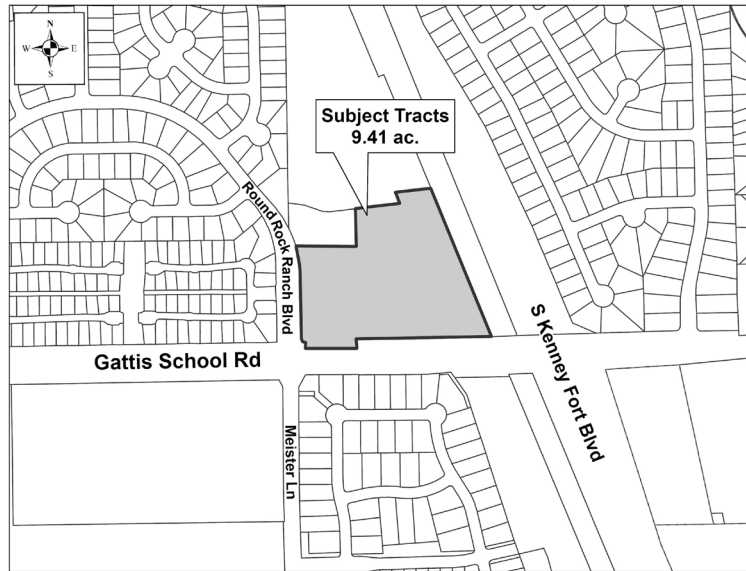 N
W E
S
Subject Tracts
9.41 ac.
Round Rock Ranch Blvd
Gattis School Rd
S Kenney Fort Blvd
Meister Ln